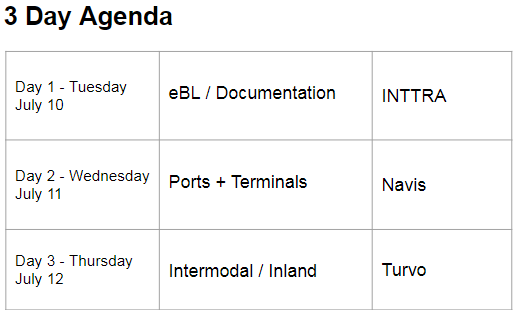 3 Day Agenda
Day 1 - Tuesday
July 10
eBL / Documentation
INTTRA
Day 2 - Wednesday
July 11
Ports + Terminals
Navis
Day 3 - Thursday
July 12
Intermodal / Inland
Turvo